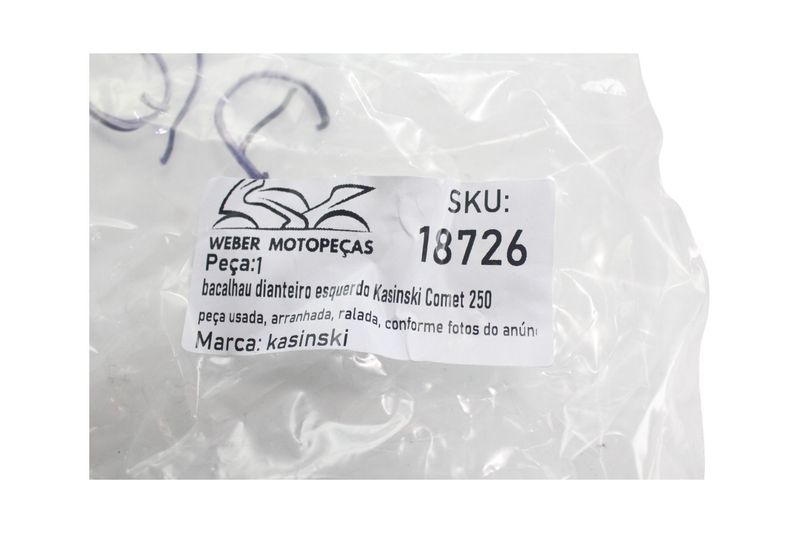 WEBER MOTOPEÇAS
SKU:
18726
Peça:1
bacalhau dianteiro esquerdo Kasinski Comet 250
peça usada, arranhada, ralada, conforme fotos do anún
Marca: kasinski